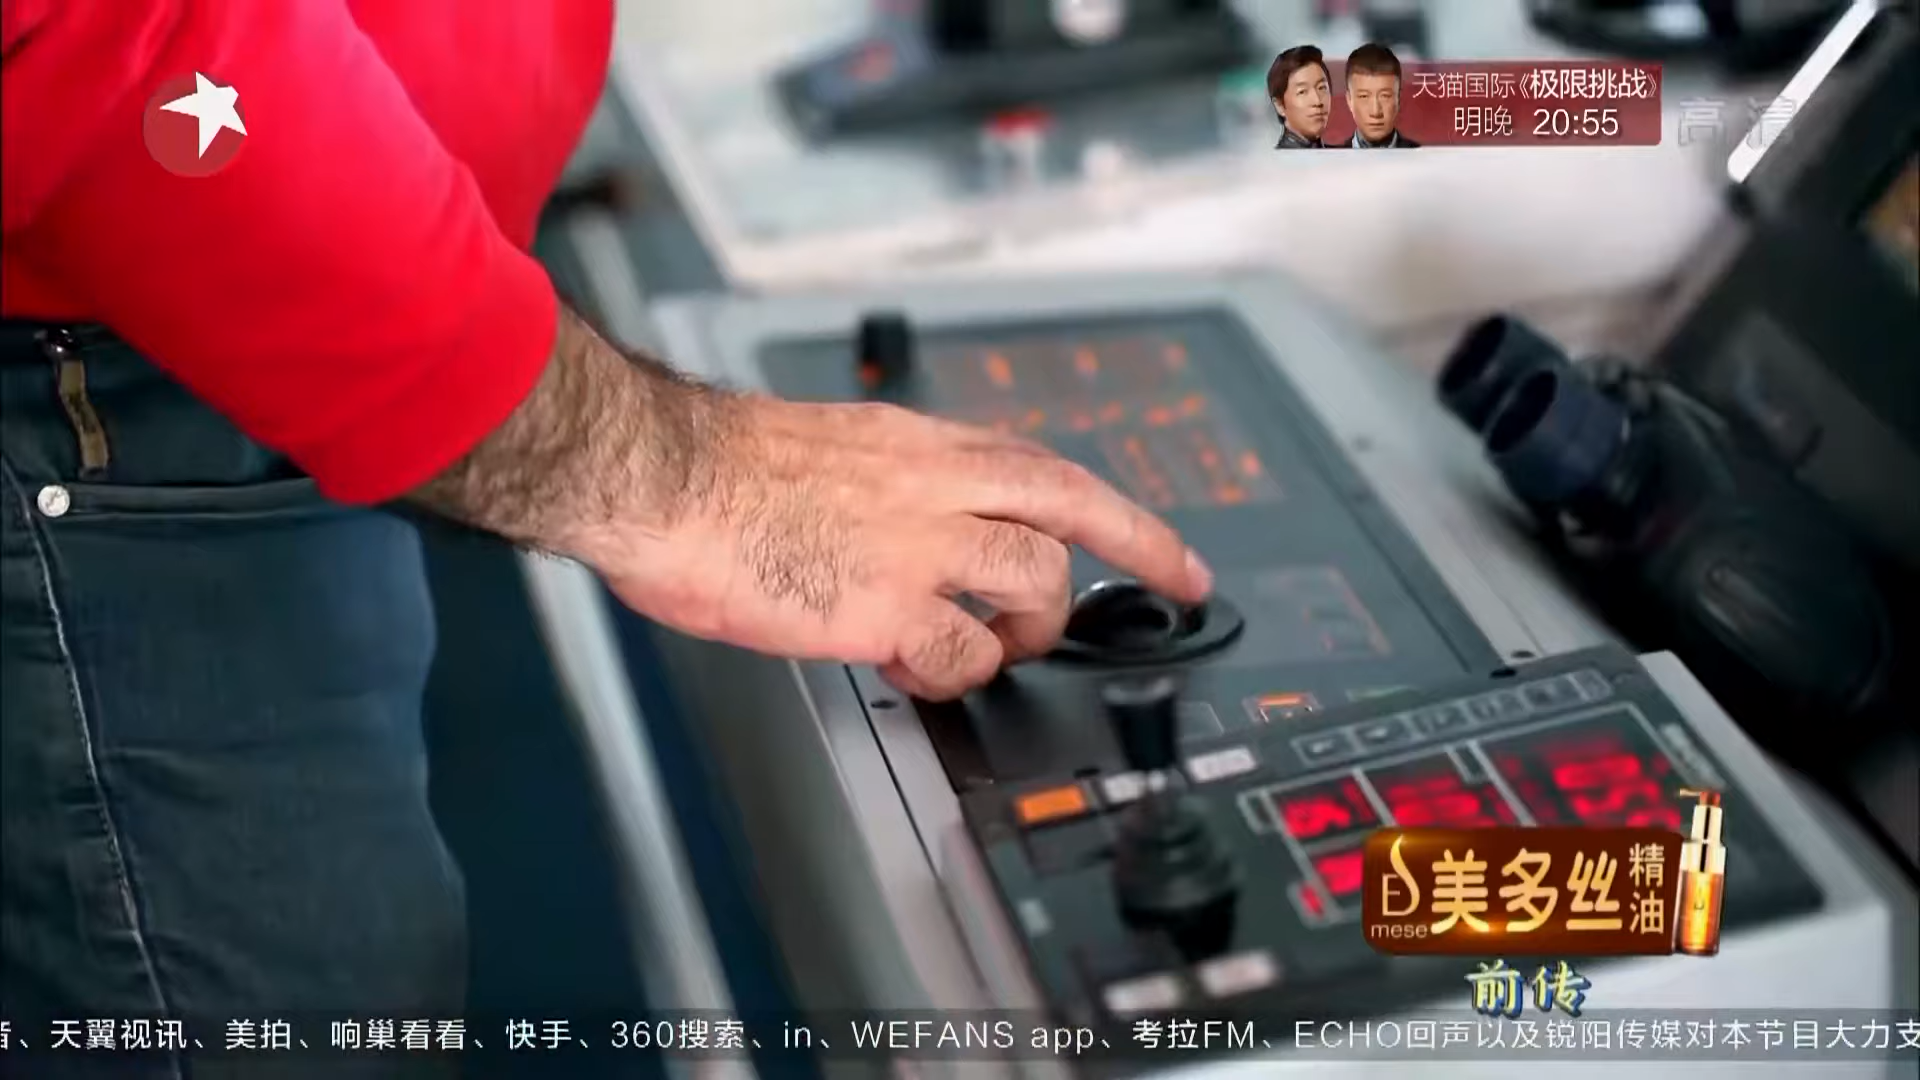 天猫国际《极限挑战》
明晚 20:55
高清
美多丝
精油
mese
前传
音、天翼视讯、美拍、响巢看看、快手、360搜索、in、WEFANS app、考拉FM、ECHO回声以及锐阳传媒对本节目大力支